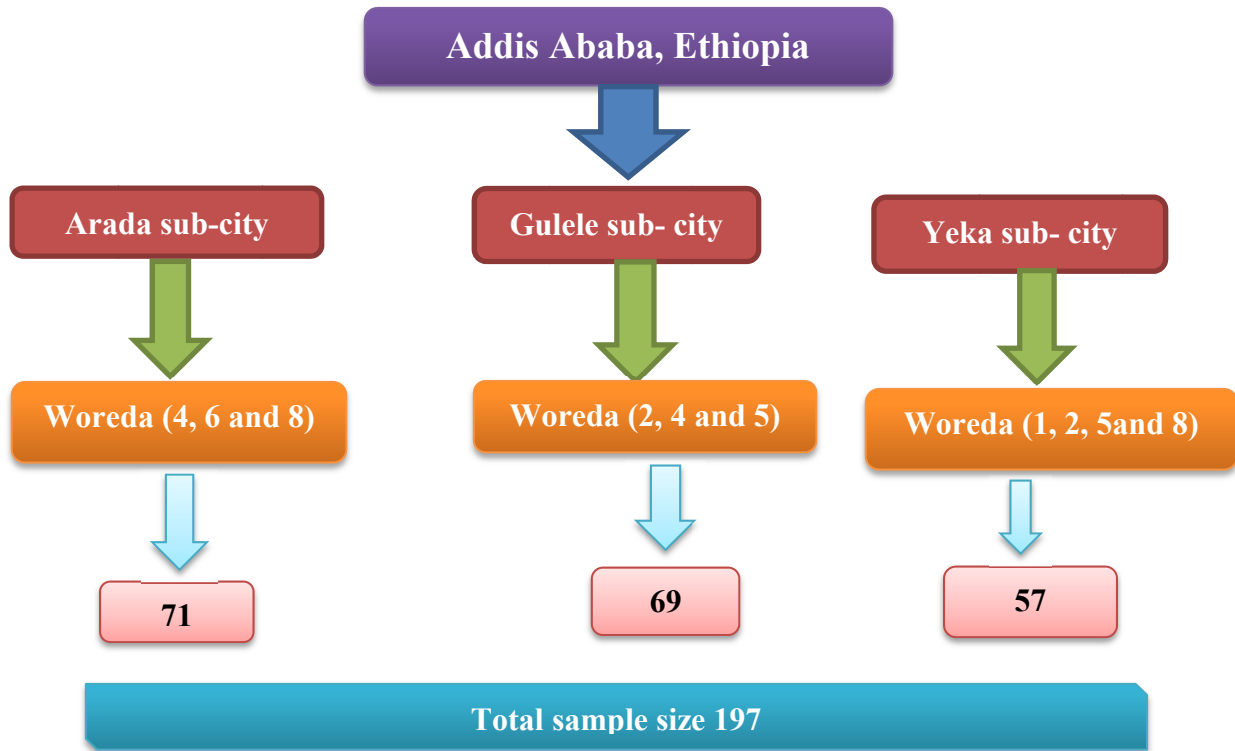 Addis Ababa, Ethiopia
Arada sub-city
Gulele sub- city
Yeka sub- city
Woreda (4, 6 and 8)
Woreda (2, 4 and 5)
Woreda (1, 2, 5and 8)
71
69
57
Total sample size 197